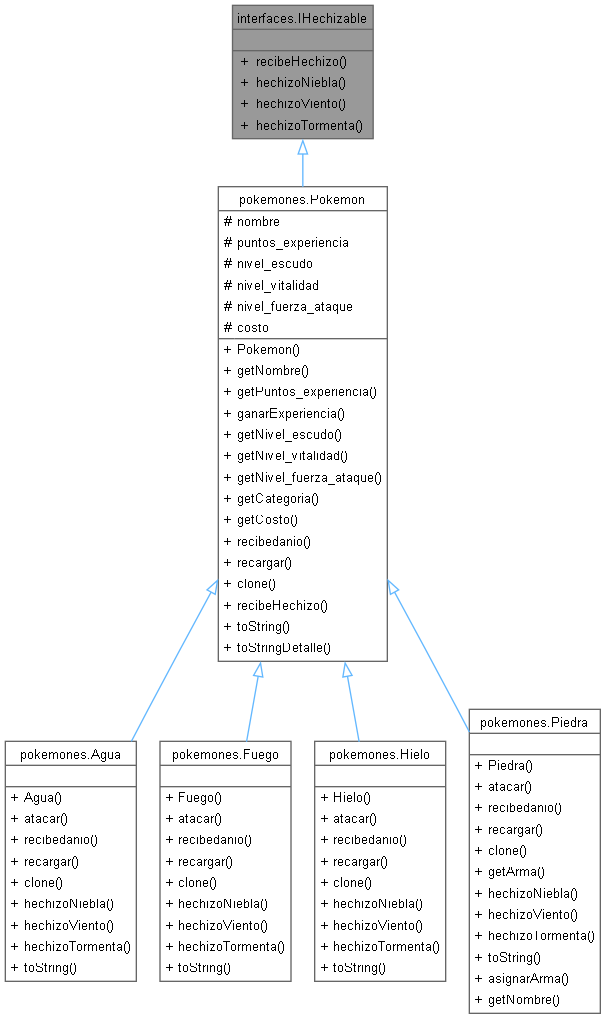 interfaces.IHechizable
+ recibeHechizo()
+ hechizoNiebla()
+ hechizoViento()
+ hechizoTormenta()
pokemones.Pokemon
# nombre
# puntos_experiencia
# nivel_escudo
# nivel_vitalidad
# nivel_fuerza_ataque
# costo
+ Pokemon()
+ getNombre()
+ getPuntos_experiencia()
+ ganarExperiencia()
+ getNivel_escudo()
+ getNivel_vitalidad()
+ getNivel_fuerza_ataque()
+ getCategoria()
+ getCosto()
+ recibedanio()
+ recargar()
+ clone()
+ recibeHechizo()
+ toString()
+ toStringDetalle()
pokemones.Agua
+ Agua()
+ atacar()
+ recibedanio()
+ recargar()
+ clone()
+ hechizoNiebla()
+ hechizoViento()
+ hechizoTormenta()
+ toString()
pokemones.Fuego
+ Fuego()
+ atacar()
+ recibedanio()
+ recargar()
+ clone()
+ hechizoNiebla()
+ hechizoViento()
+ hechizoTormenta()
+ toString()
pokemones.Hielo
+ Hielo()
+ atacar()
+ recibedanio()
+ recargar()
+ clone()
+ hechizoNiebla()
+ hechizoViento()
+ hechizoTormenta()
+ toString()
pokemones.Piedra
+ Piedra()
+ atacar()
+ recibedanio()
+ recargar()
+ clone()
+ getArma()
+ hechizoNiebla()
+ hechizoViento()
+ hechizoTormenta()
+ toString()
+ asignarArma()
+ getNombre()